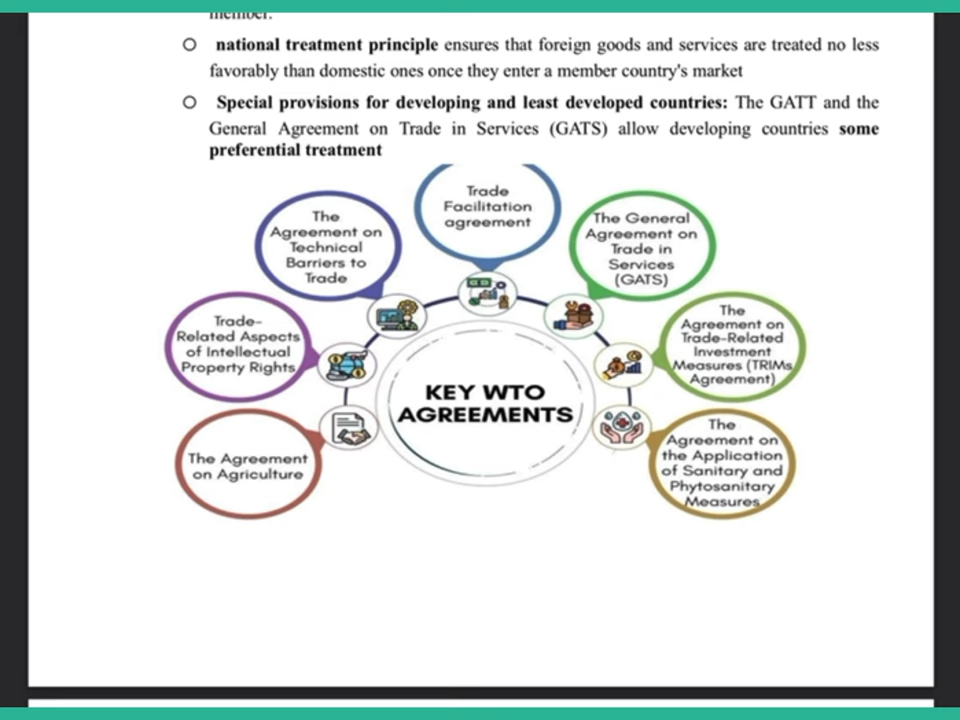 member.
national treatment principle ensures that foreign goods and services are treated no less
favorably than domestic ones once they enter a member country's market
Special provisions for developing and least developed countries: The GATT and the
General Agreement on Trade in Services (GATS) allow developing countries some
preferential treatment
Trade
Facilitation
agreement
The
Agreement on
Technical
Barriers to
Trade
The General
Agreement on
Trade in
Services
(GATS)
Trade-
Related Aspects
of Intellectual
Property Rights
The
Agreement on
Trade-Related
Investment
Measures (TRIMs
Agreement)
KEY WTO
AGREEMENTS
The Agreement
on Agriculture
The
Agreement on
the Application
of Sanitary and
Phytosanitary
Measures